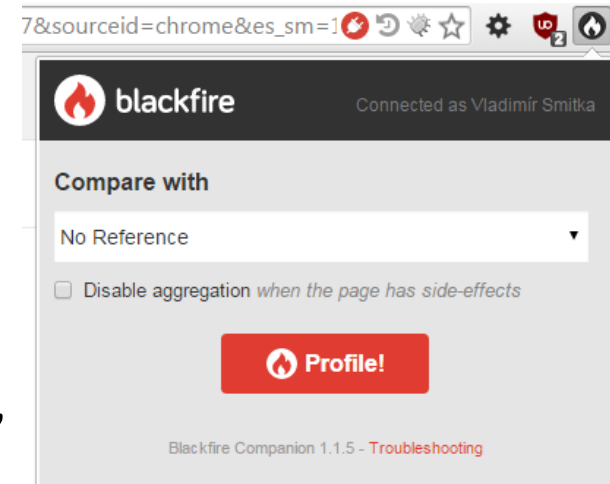 7&sourceid=chrome&es_sm=1
2
blackfire
Connected as Vladimír Smitka
Compare with
No Reference
Disable aggregation when the page has side-effects
Profile!
Blackfire Companion 1.1.5 - Troubleshooting
,